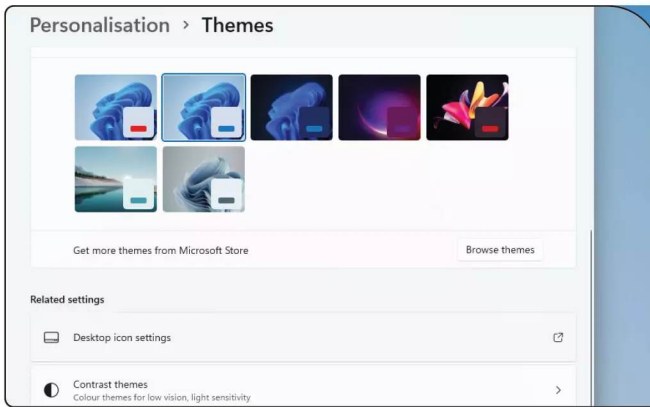 Personalisation > Themes
Get more themes from Microsoft Store
Browse themes
Related settings
Desktop icon settings
Contrast themes
Colour themes for low vision, light sensitivity